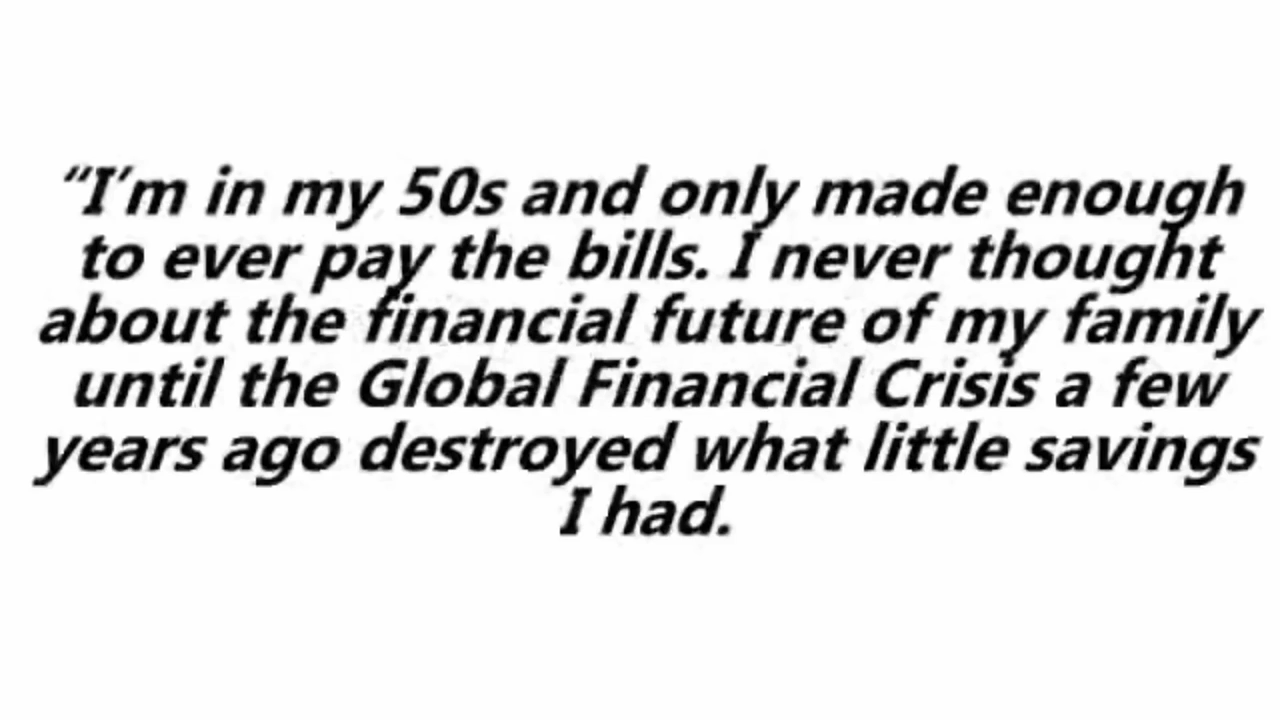 “I’m in my 50s and only made enough
to ever pay the bills. I never thought
about the financial future of my family
until the Global Financial Crisis a few
years ago destroyed what little savings
I had.